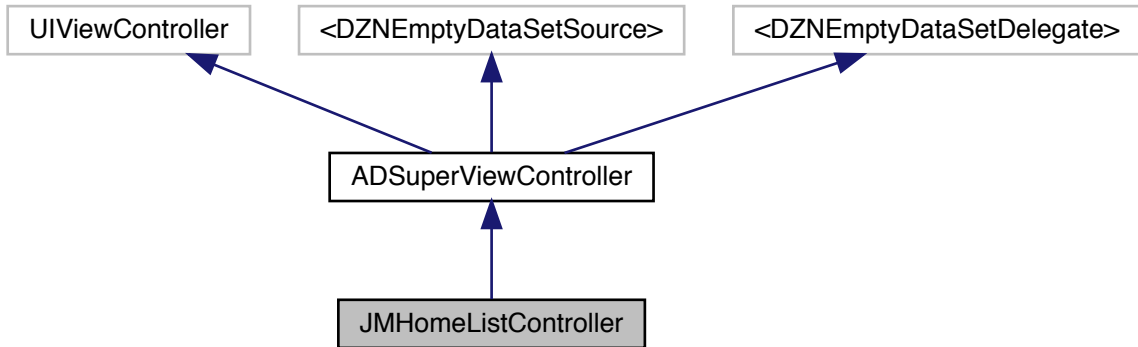 UIViewController
<DZNEmptyDataSetSource>
<DZNEmptyDataSetDelegate>
ADSuperViewController
JMHomeListController